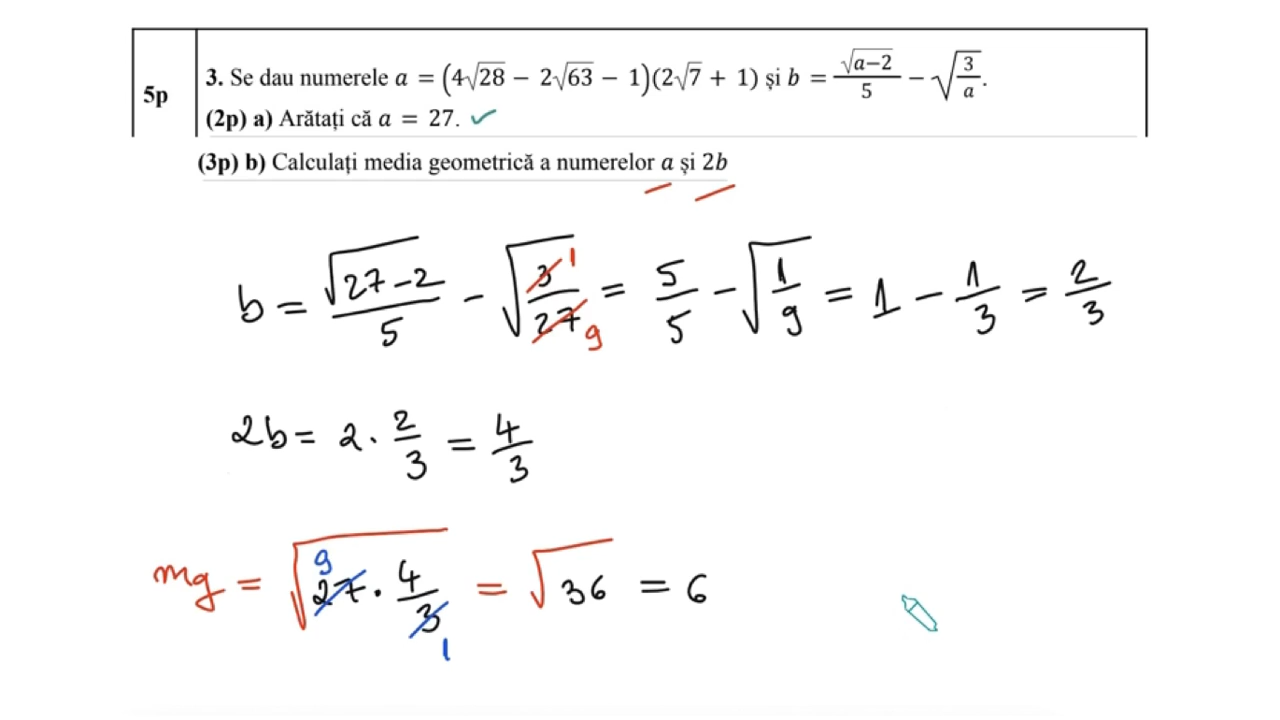 5p
3. Se dau numerele a = (4√28 − 2√63 − 1)(2√7 + 1) și b = √(a−2)/5 − √(3/a).
(2p) a) Arătați că a = 27. ✓
(3p) b) Calculați media geometrică a numerelor a și 2b
b = √(27−2)/5 − √(3/27) 1 9 = 5/5 − √(1/9) = 1 − 1/3 = 2/3
2b = 2 · 2/3 = 4/3
mg = √(27 · 4/3) 9 1 = √36 = 6